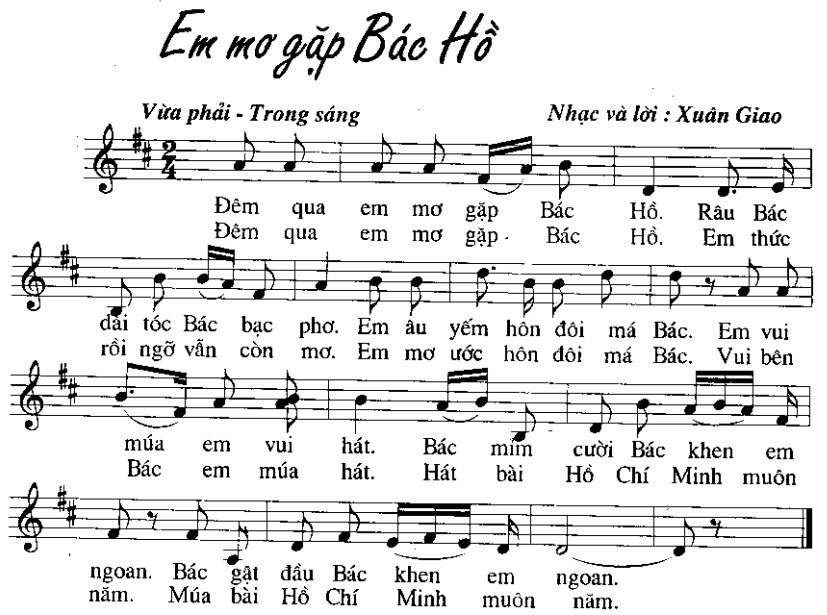 Em mơ gặp Bác Hồ
Vừa phải - Trong sáng
Nhạc và lời : Xuân Giao
2
4
Đêm qua em mơ gặp Bác Hồ. Râu Bác
Đêm qua em mơ gặp. Bác Hồ. Em thức
dài tóc Bác bạc phơ. Em âu yếm hôn đôi má Bác. Em vui
rồi ngỡ vẫn còn mơ. Em mơ ước hôn đôi má Bác. Vui bên
múa em vui hát. Bác mỉm cười Bác khen em
Bác em múa hát. Hát bài Hồ Chí Minh muôn
ngoan. Bác gật đầu Bác khen em ngoan.
năm. Múa bài Hồ Chí Minh muôn năm.